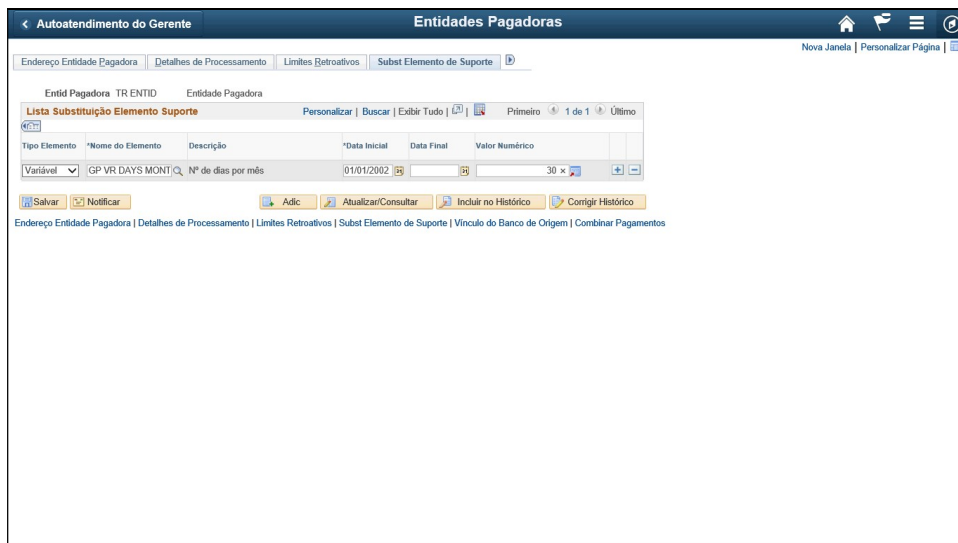 Autoatendimento do Gerente
Entidades Pagadoras
Nova Janela | Personalizar Página |
Endereço Entidade Pagadora
Detalhes de Processamento
Limites Retroativos
Subst Elemento de Suporte
Entid Pagadora TR ENTID Entidade Pagadora
Lista Substituição Elemento Suporte
Personalizar | Buscar | Exibir Tudo | | Primeiro 1 de 1 Último
Tipo Elemento *Nome do Elemento Descrição *Data Inicial Data Final Valor Numérico
Variável GP VR DAYS MONT Nº de dias por mês 01/01/2002 31 31 30 × + −
Salvar Notificar Adic Atualizar/Consultar Incluir no Histórico Corrigir Histórico
Endereço Entidade Pagadora | Detalhes de Processamento | Limites Retroativos | Subst Elemento de Suporte | Vínculo do Banco de Origem | Combinar Pagamentos